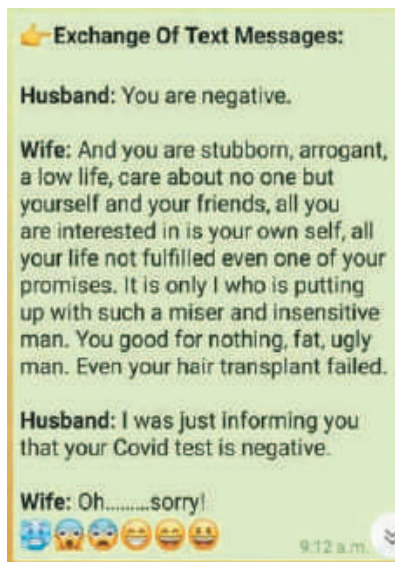 👉Exchange Of Text Messages:
Husband: You are negative.
Wife: And you are stubborn, arrogant,
a low life, care about no one but
yourself and your friends, all you
are interested in is your own self, all
your life not fulfilled even one of your
promises. It is only I who is putting
up with such a miser and insensitive
man. You good for nothing, fat, ugly
man. Even your hair transplant failed.
Husband: I was just informing you
that your Covid test is negative.
Wife: Oh.........sorry!
🥶😱😰😁😄😃
9:12 a.m.